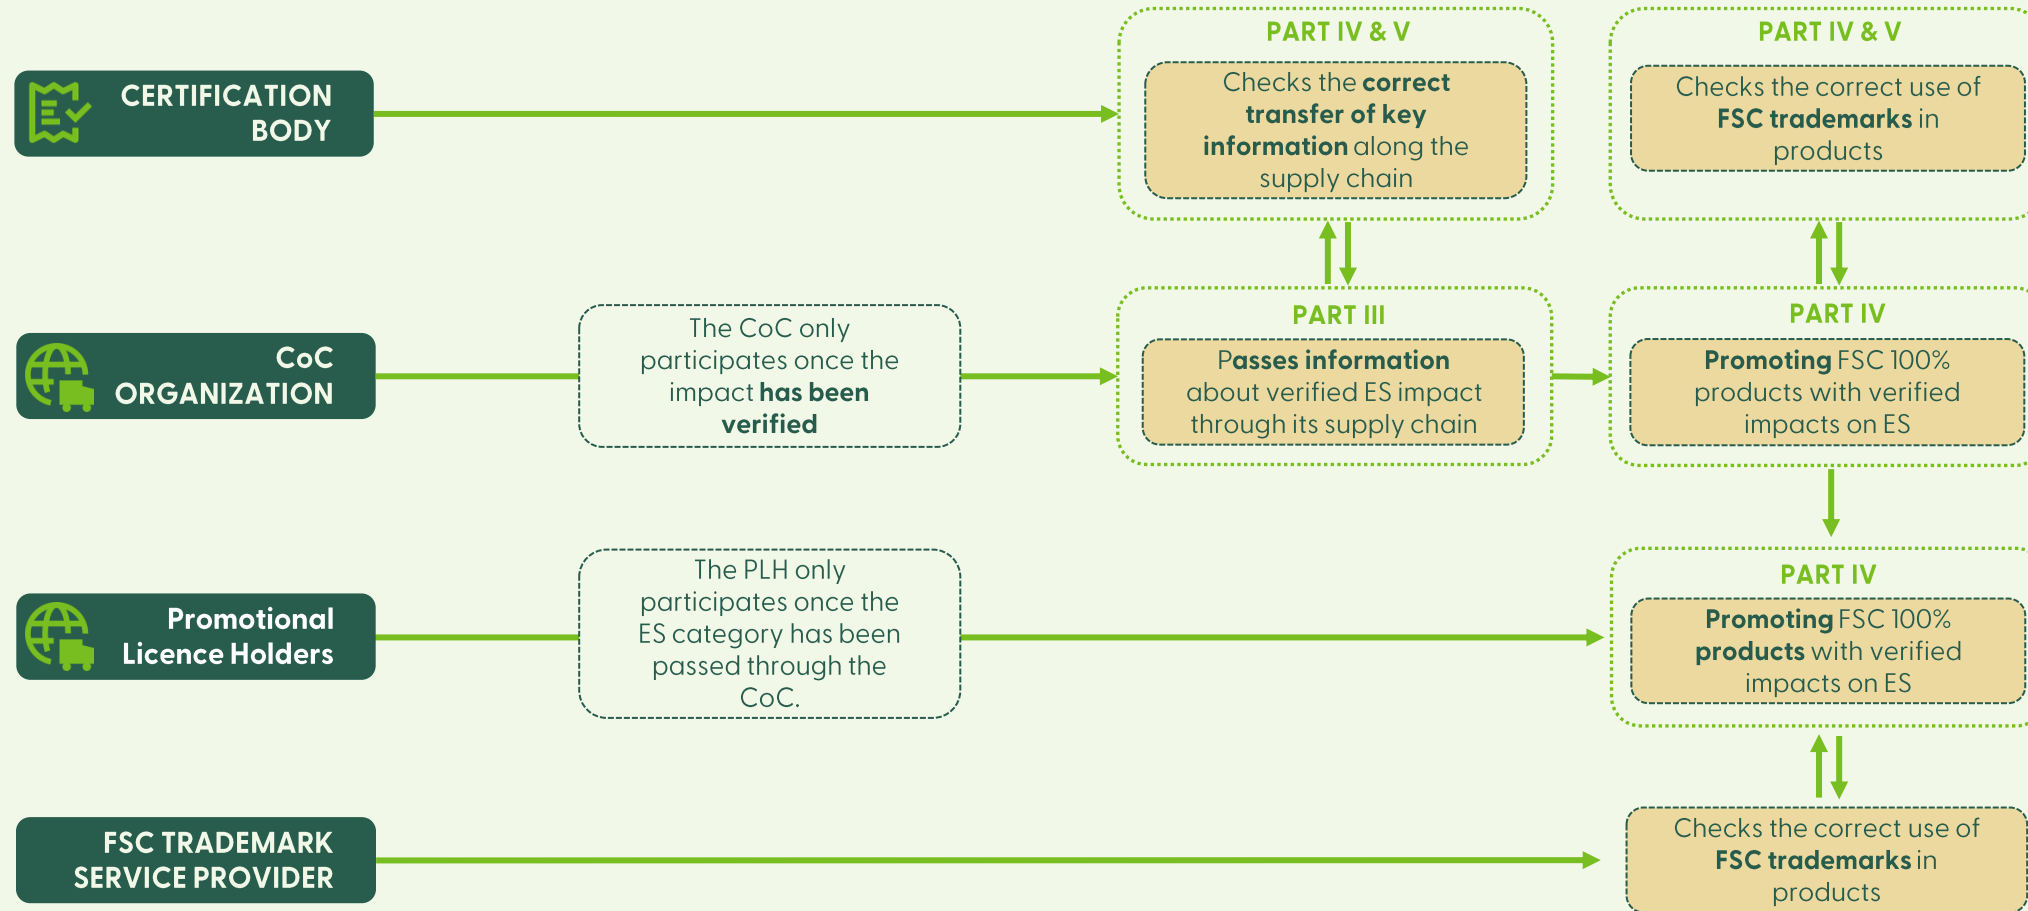 CERTIFICATION
BODY
PART IV & V
Checks the correct
transfer of key
information along the
supply chain
PART IV & V
Checks the correct use of
FSC trademarks in
products
CoC
ORGANIZATION
The CoC only
participates once the
impact has been
verified
PART III
Passes information
about verified ES impact
through its supply chain
PART IV
Promoting FSC 100%
products with verified
impacts on ES
Promotional
Licence Holders
The PLH only
participates once the
ES category has been
passed through the
CoC.
PART IV
Promoting FSC 100%
products with verified
impacts on ES
FSC TRADEMARK
SERVICE PROVIDER
Checks the correct use of
FSC trademarks in
products